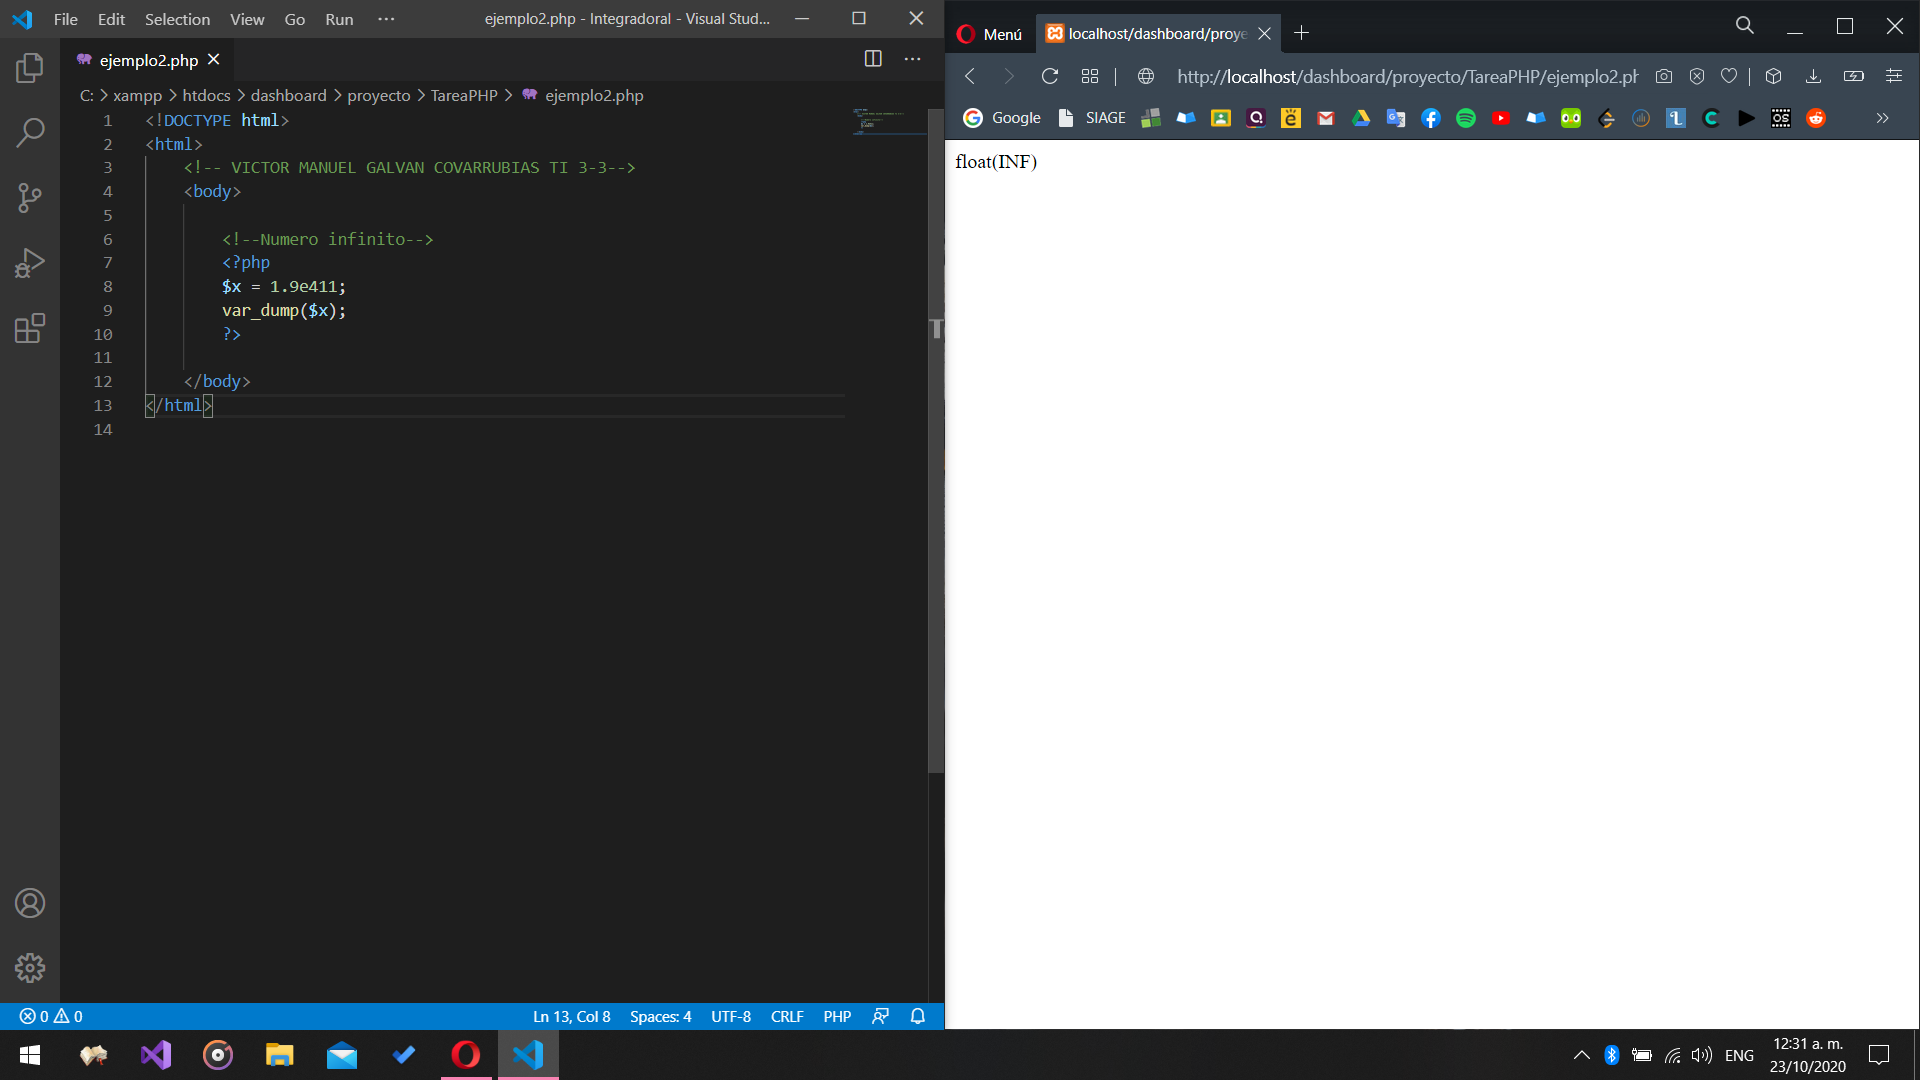 File Edit Selection View Go Run ··· ejemplo2.php - Integradoral - Visual Stud...
ejemplo2.php
C: > xampp > htdocs > dashboard > proyecto > TareaPHP > ejemplo2.php
1 <!DOCTYPE html>
2 <html>
3 <!-- VICTOR MANUEL GALVAN COVARRUBIAS TI 3-3-->
4 <body>
5
6 <!--Numero infinito-->
7 <?php
8 $x = 1.9e411;
9 var_dump($x);
10 ?>
11
12 </body>
13 </html>
14
0 0 Ln 13, Col 8 Spaces: 4 UTF-8 CRLF PHP
Menú localhost/dashboard/proye
http://localhost/dashboard/proyecto/TareaPHP/ejemplo2.ph
Google SIAGE
float(INF)
ENG
12:31 a. m.
23/10/2020